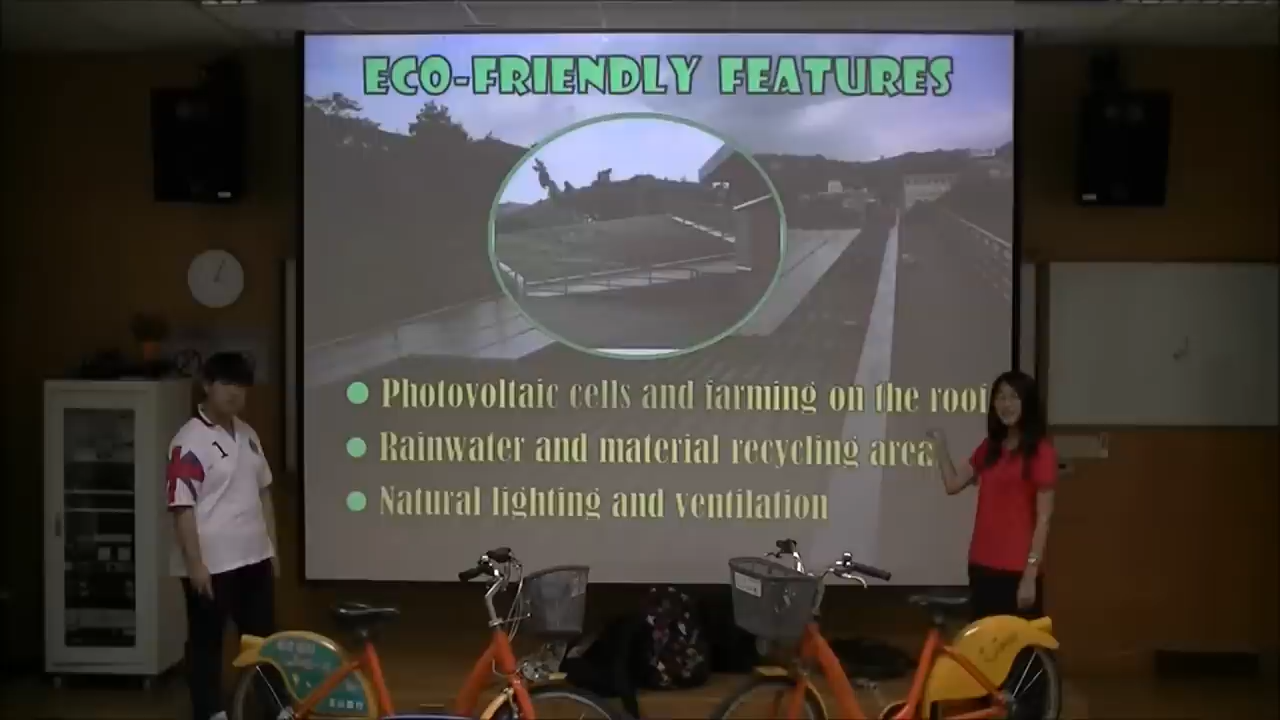 ECO-FRIENDLY FEATURES
Photovoltaic cells and farming on the roof
Rainwater and material recycling area
Natural lighting and ventilation
1